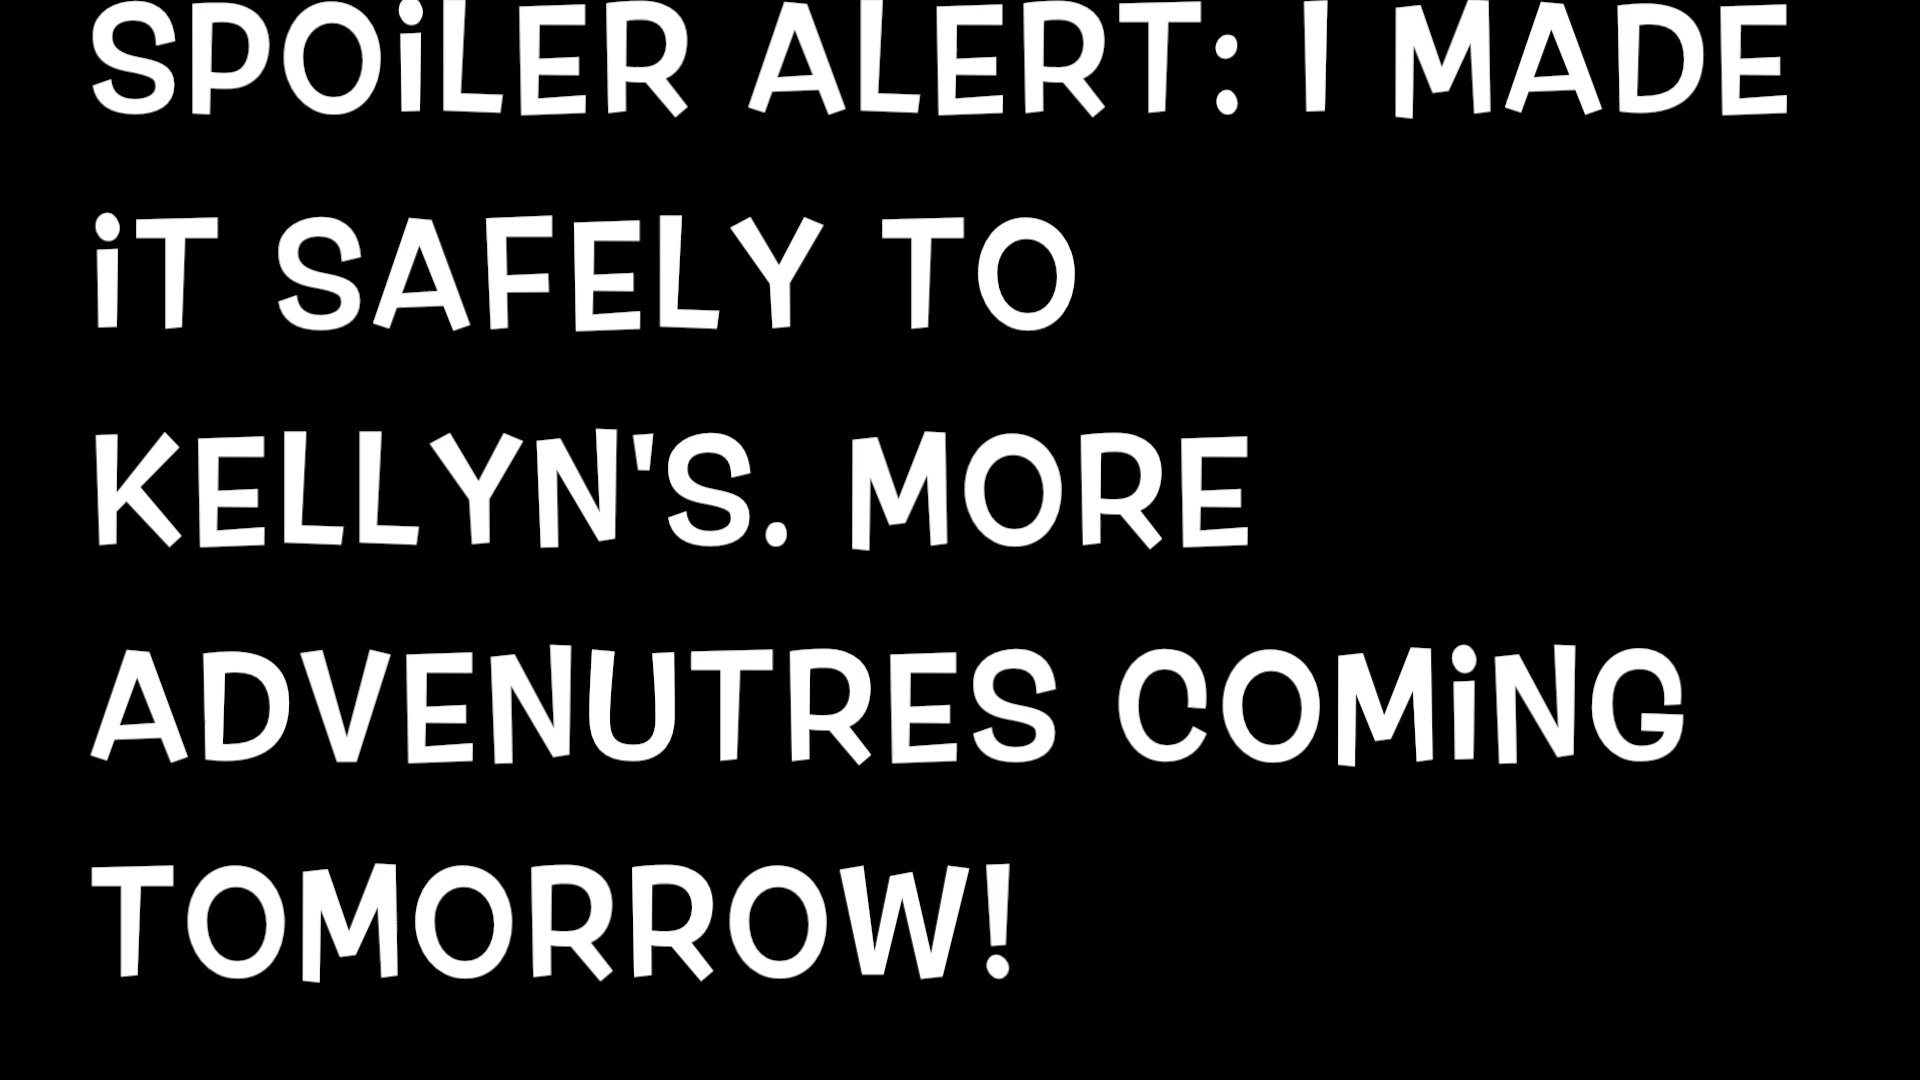 SPOiLER ALERT: I MADE
iT SAFELY TO
KELLYN'S. MORE
ADVENUTRES COMiNG
TOMORROW!